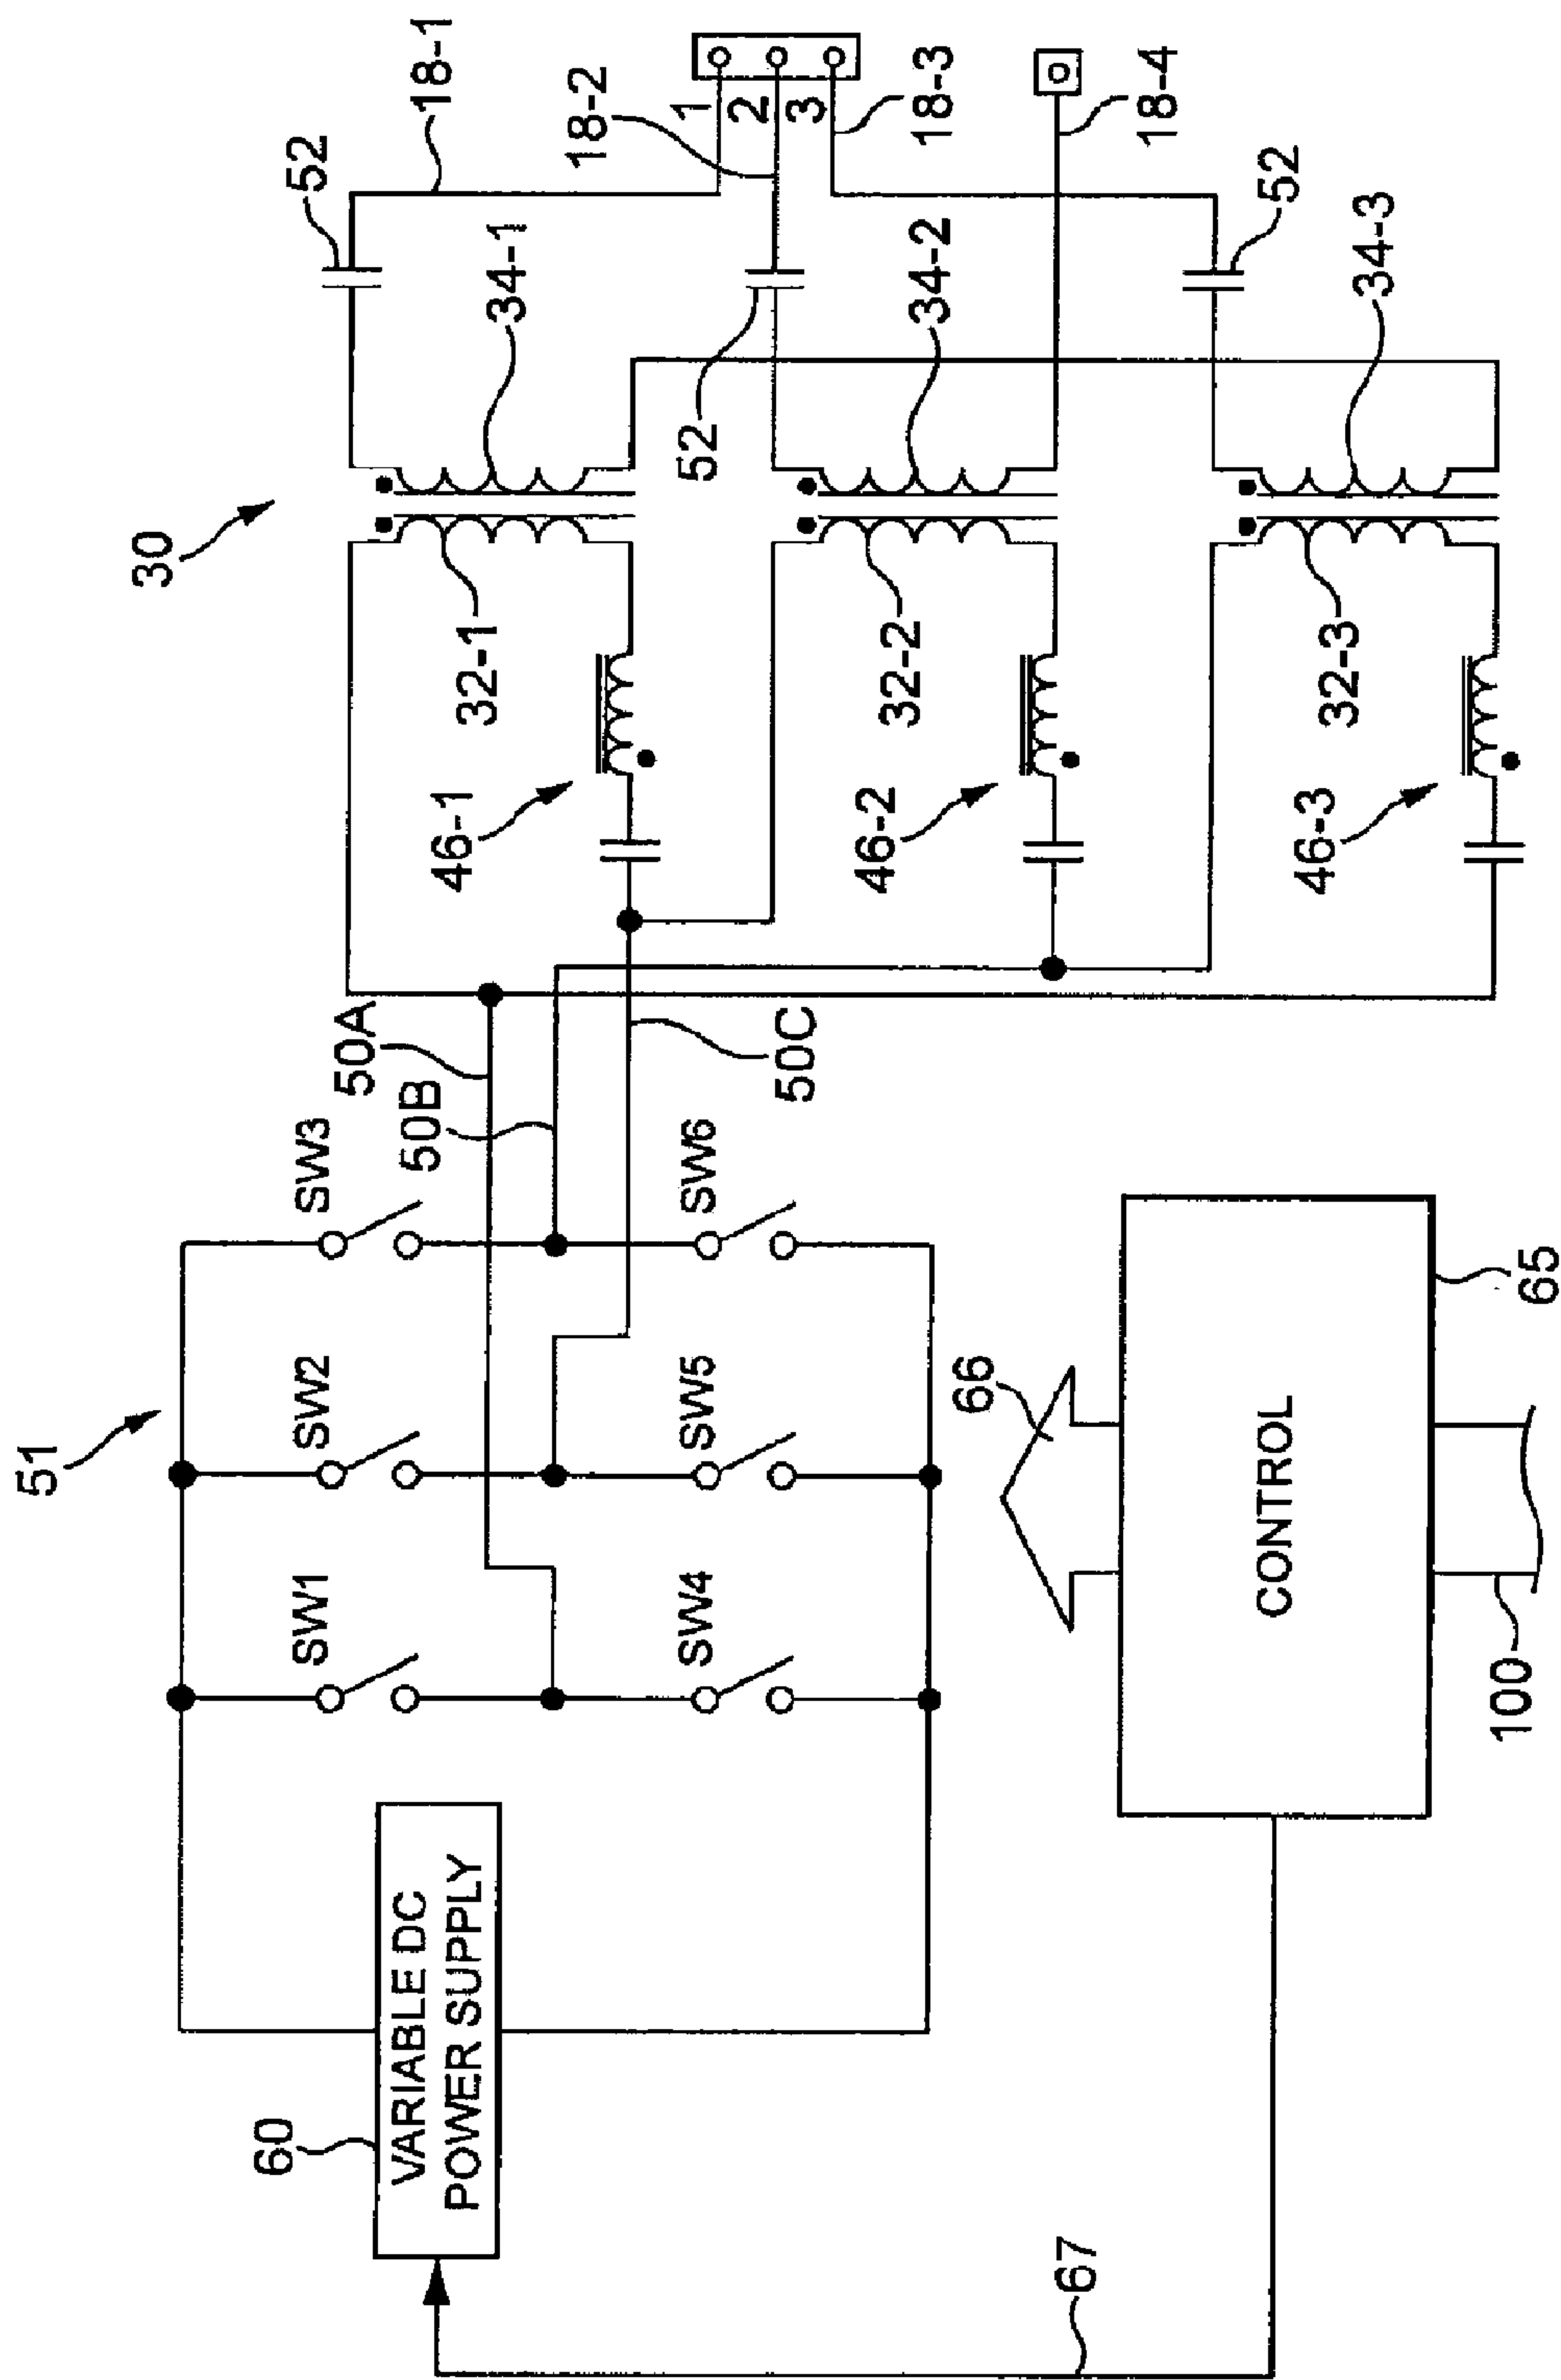 51
SW1
SW2
SW3
SW4
SW5
SW6
60
VARIABLE DC
POWER SUPPLY
67
CONTROL
65
66
100
50A
50B
50C
30
32-1
34-1
46-1
52
18-1
32-2
34-2
46-2
52
18-2
32-3
34-3
46-3
52
18-3
18-4
1
2
3